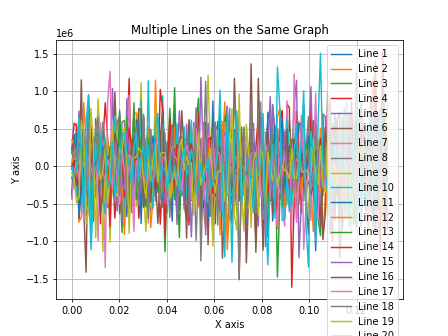 Multiple Lines on the Same Graph
1e6
1.5
1.0
0.5
0.0
−0.5
−1.0
−1.5
Y axis
0.00
0.02
0.04
0.06
0.08
0.10
X axis
Line 1
Line 2
Line 3
Line 4
Line 5
Line 6
Line 7
Line 8
Line 9
Line 10
Line 11
Line 12
Line 13
Line 14
Line 15
Line 16
Line 17
Line 18
Line 19
Line 20